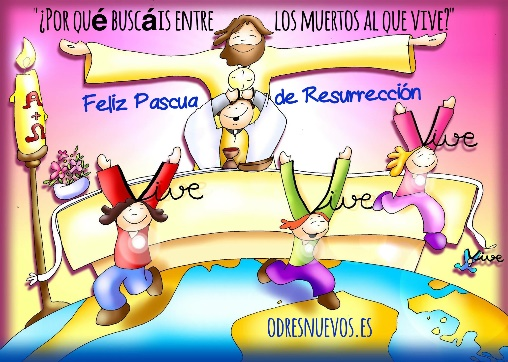 "¿POR QUÉ BUSCÁIS ENTRE LOS MUERTOS AL QUE VIVE?"
Feliz Pascua de Resurrección
A
+
Ω
Vive
Vive
Vive
Vive
ODRESNUEVOS.ES